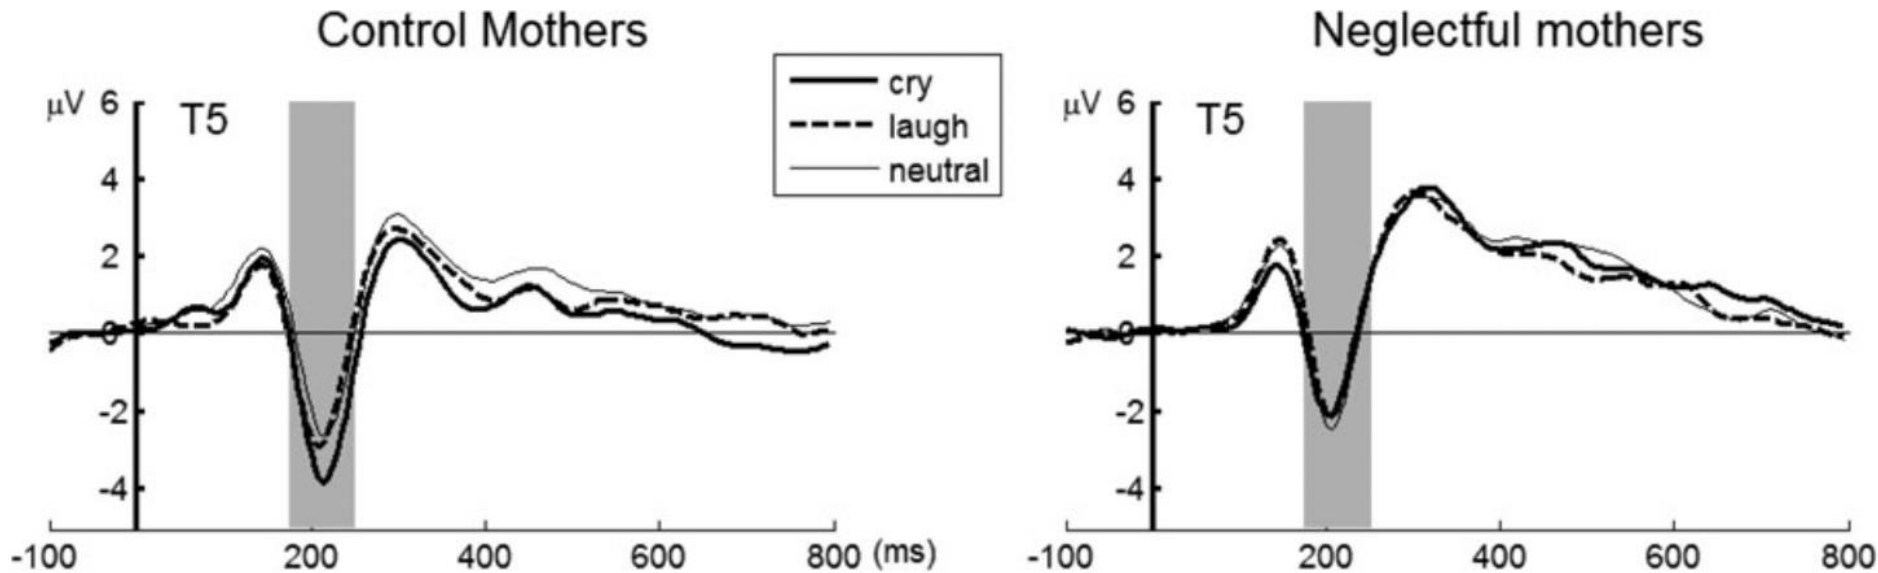 Control Mothers
Neglectful mothers
cry
laugh
neutral
μV 6
T5
4
2
0
-2
-4
-100 200 400 600 800 (ms)
μV 6
T5
4
2
0
-2
-4
-100 200 400 600 800